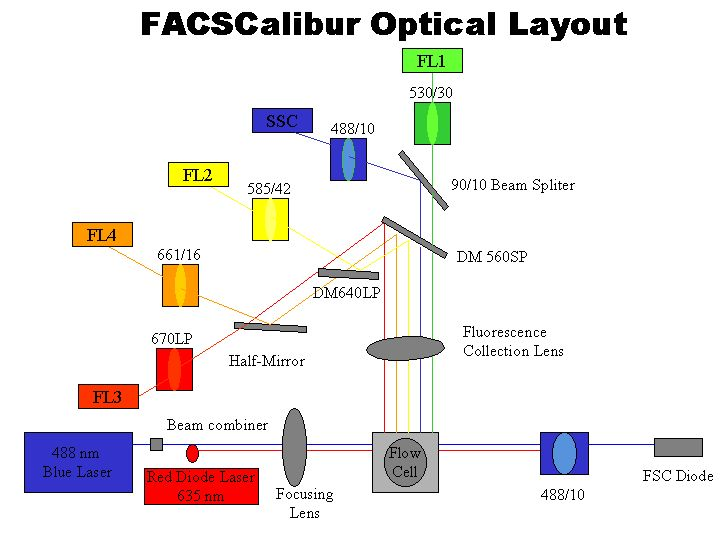 FACSCalibur Optical Layout
FL1
530/30
SSC
488/10
FL2
585/42
90/10 Beam Spliter
FL4
661/16
DM 560SP
DM640LP
670LP
Half-Mirror
Fluorescence
Collection Lens
FL3
Beam combiner
488 nm
Blue Laser
Red Diode Laser
635 nm
Focusing
Lens
Flow
Cell
488/10
FSC Diode